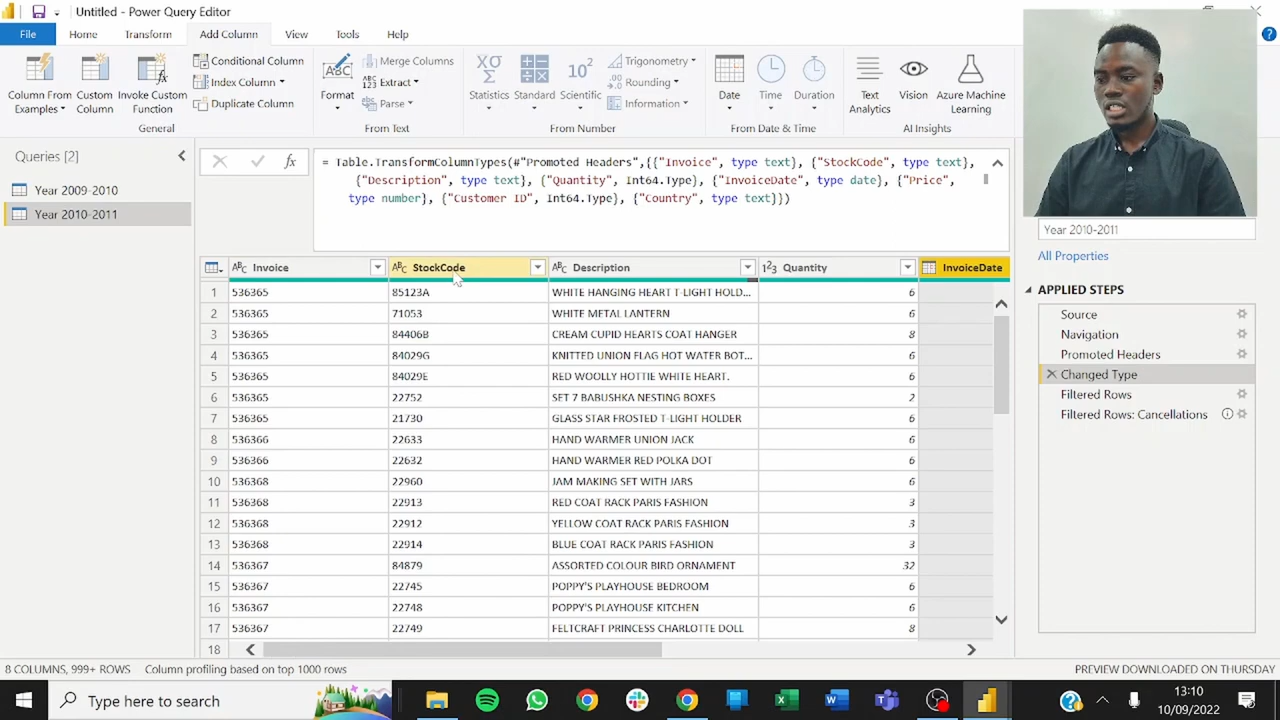 Untitled - Power Query Editor
File Home Transform Add Column View Tools Help
Column From Examples
Custom Column
Invoke Custom Function
Conditional Column
Index Column
Duplicate Column
General
Format
Merge Columns
Extract
Parse
From Text
Statistics
Standard
Scientific
Trigonometry
Rounding
Information
From Number
Date
Time
Duration
From Date & Time
Text Analytics
Vision
Azure Machine Learning
AI Insights
Queries [2]
Year 2009-2010
Year 2010-2011
= Table.TransformColumnTypes(#"Promoted Headers",{{"Invoice", type text}, {"StockCode", type text},
{"Description", type text}, {"Quantity", Int64.Type}, {"InvoiceDate", type date}, {"Price",
type number}, {"Customer ID", Int64.Type}, {"Country", type text}})
Invoice StockCode Description Quantity InvoiceDate
1 536365 85123A WHITE HANGING HEART T-LIGHT HOLD... 6
2 536365 71053 WHITE METAL LANTERN 6
3 536365 84406B CREAM CUPID HEARTS COAT HANGER 8
4 536365 84029G KNITTED UNION FLAG HOT WATER BOT... 6
5 536365 84029E RED WOOLLY HOTTIE WHITE HEART. 6
6 536365 22752 SET 7 BABUSHKA NESTING BOXES 2
7 536365 21730 GLASS STAR FROSTED T-LIGHT HOLDER 6
8 536366 22633 HAND WARMER UNION JACK 6
9 536366 22632 HAND WARMER RED POLKA DOT 6
10 536368 22960 JAM MAKING SET WITH JARS 6
11 536368 22913 RED COAT RACK PARIS FASHION 3
12 536368 22912 YELLOW COAT RACK PARIS FASHION 3
13 536368 22914 BLUE COAT RACK PARIS FASHION 3
14 536367 84879 ASSORTED COLOUR BIRD ORNAMENT 32
15 536367 22745 POPPY'S PLAYHOUSE BEDROOM 6
16 536367 22748 POPPY'S PLAYHOUSE KITCHEN 6
17 536367 22749 FELTCRAFT PRINCESS CHARLOTTE DOLL 8
18
Year 2010-2011
All Properties
APPLIED STEPS
Source
Navigation
Promoted Headers
Changed Type
Filtered Rows
Filtered Rows: Cancellations
8 COLUMNS, 999+ ROWS Column profiling based on top 1000 rows PREVIEW DOWNLOADED ON THURSDAY
Type here to search
13:10
10/09/2022